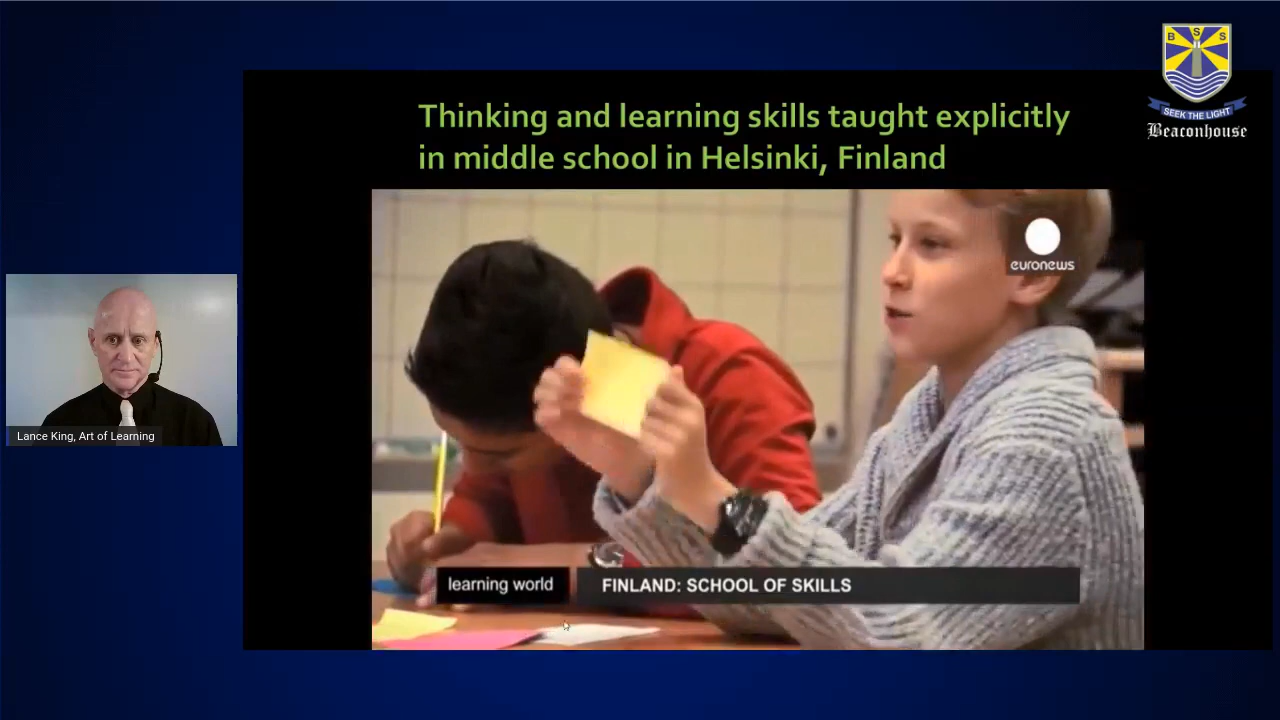 Thinking and learning skills taught explicitly
in middle school in Helsinki, Finland
B S S
SEEK THE LIGHT
Beaconhouse
euronews
Lance King, Art of Learning
learning world
FINLAND: SCHOOL OF SKILLS